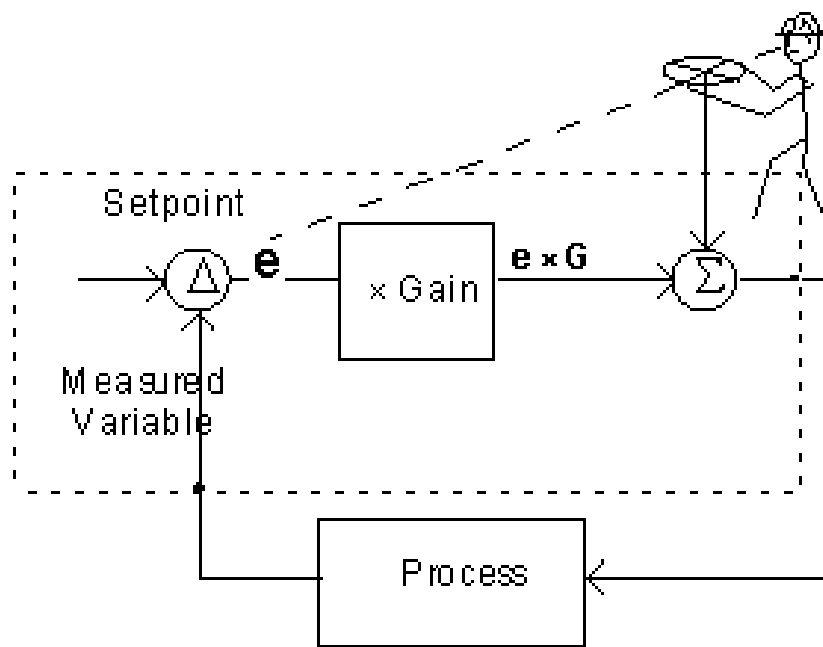 Setpoint
Δ
e
× Gain
e × G
Σ
Measured
Variable
Process